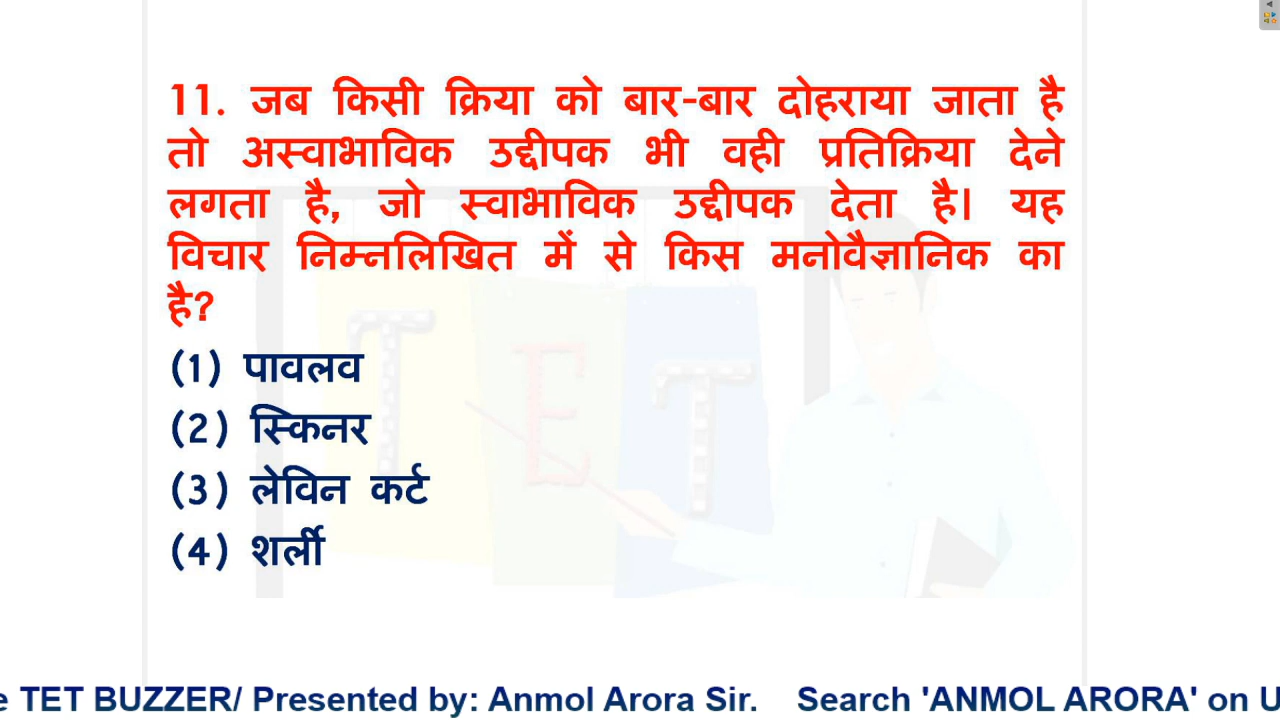 11. जब किसी क्रिया को बार-बार दोहराया जाता है
तो अस्वाभाविक उद्दीपक भी वही प्रतिक्रिया देने
लगता है, जो स्वाभाविक उद्दीपक देता है। यह
विचार निम्नलिखित में से किस मनोवैज्ञानिक का
है?
(1) पावलव
(2) स्किनर
(3) लेविन कर्ट
(4) शर्ली
TET
e TET BUZZER/ Presented by: Anmol Arora Sir. Search 'ANMOL ARORA' on U